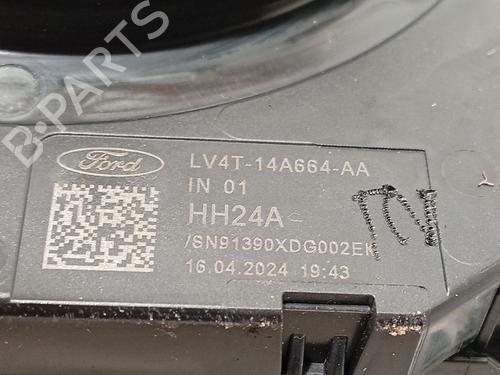 B-PARTS
Ford
LV4T-14A664-AA
IN 01
HH24A
/SN91390XDG002EK
16.04.2024 19:43